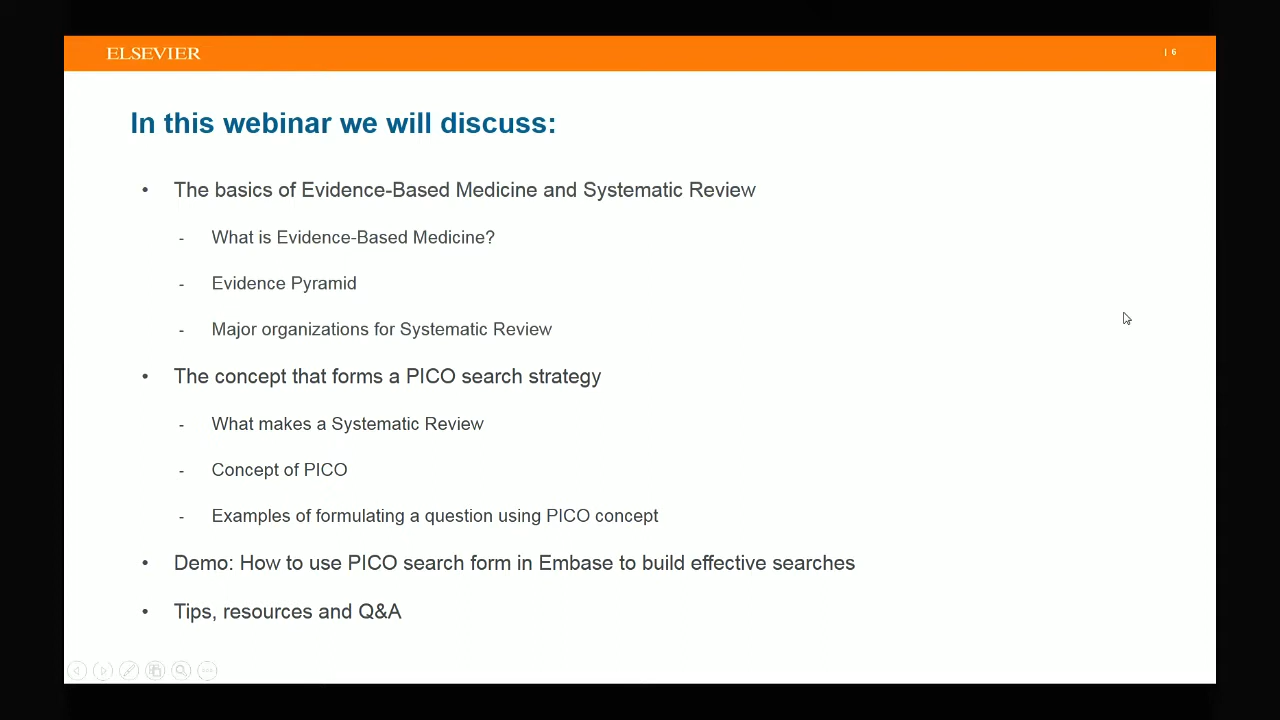 ELSEVIER
| 6
In this webinar we will discuss:
• The basics of Evidence-Based Medicine and Systematic Review
- What is Evidence-Based Medicine?
- Evidence Pyramid
- Major organizations for Systematic Review
• The concept that forms a PICO search strategy
- What makes a Systematic Review
- Concept of PICO
- Examples of formulating a question using PICO concept
• Demo: How to use PICO search form in Embase to build effective searches
• Tips, resources and Q&A